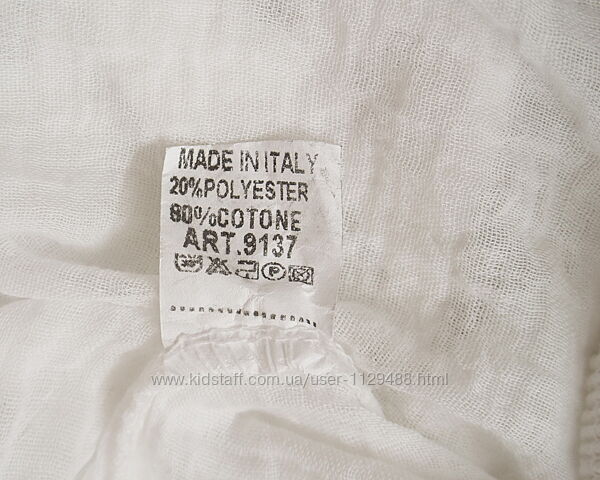 MADE IN ITALY
20%POLYESTER
80%COTONE
ART.9137
www.kidstaff.com.ua/user-1129488.html